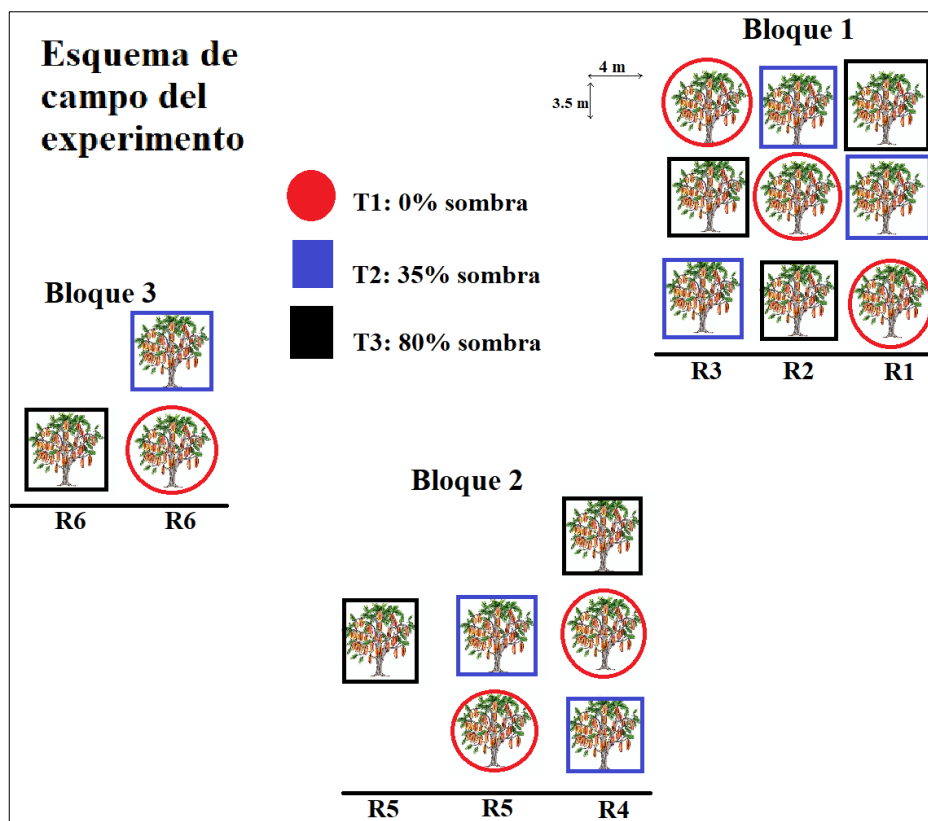 Esquema de
campo del
experimento
Bloque 1
4 m
3.5 m
T1: 0% sombra
T2: 35% sombra
T3: 80% sombra
R3 R2 R1
Bloque 3
R6 R6
Bloque 2
R5 R5 R4